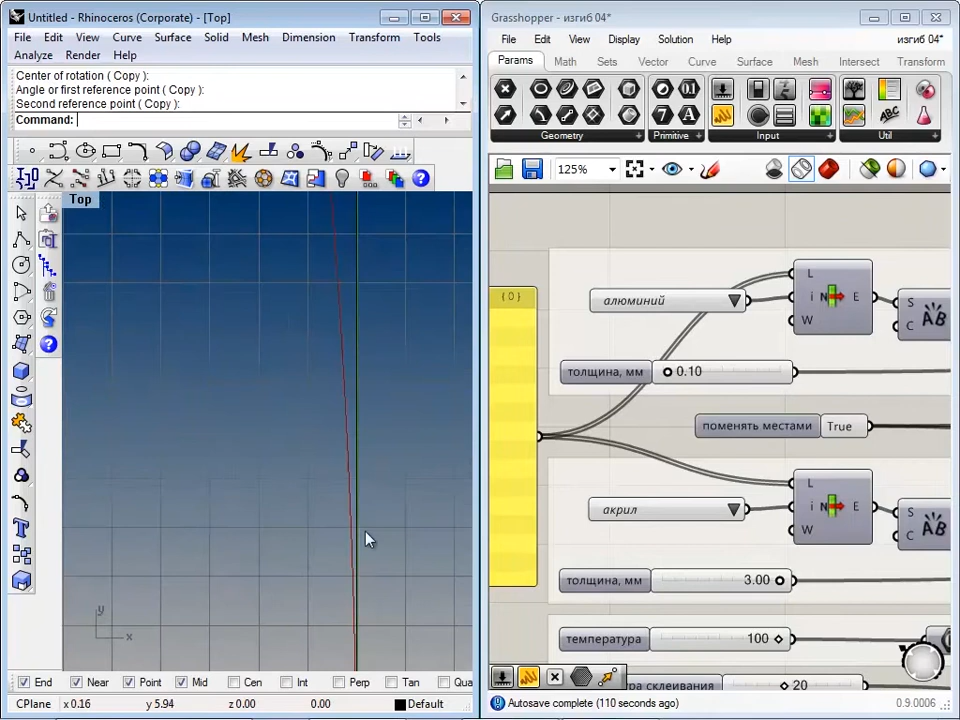 Untitled - Rhinoceros (Corporate) - [Top]
File Edit View Curve Surface Solid Mesh Dimension Transform Tools
Analyze Render Help
Center of rotation ( Copy ):
Angle or first reference point ( Copy ):
Second reference point ( Copy ):
Command:
Top
y
x
End Near Point Mid Cen Int Perp Tan Qua
CPlane x 0.16 y 5.94 z 0.00 0.00 Default
Grasshopper - изгиб 04*
File Edit View Display Solution Help изгиб 04*
Params Math Sets Vector Curve Surface Mesh Intersect Transform
Geometry Primitive Input Util
125%
{ 0 }
алюминий
L
i
W
N
E
S
C
AB
толщина, мм 0.10
поменять местами True
акрил
L
i
W
N
E
S
C
AB
толщина, мм 3.00
температура 100
ра склеивания 20
Autosave complete (110 seconds ago) 0.9.0006